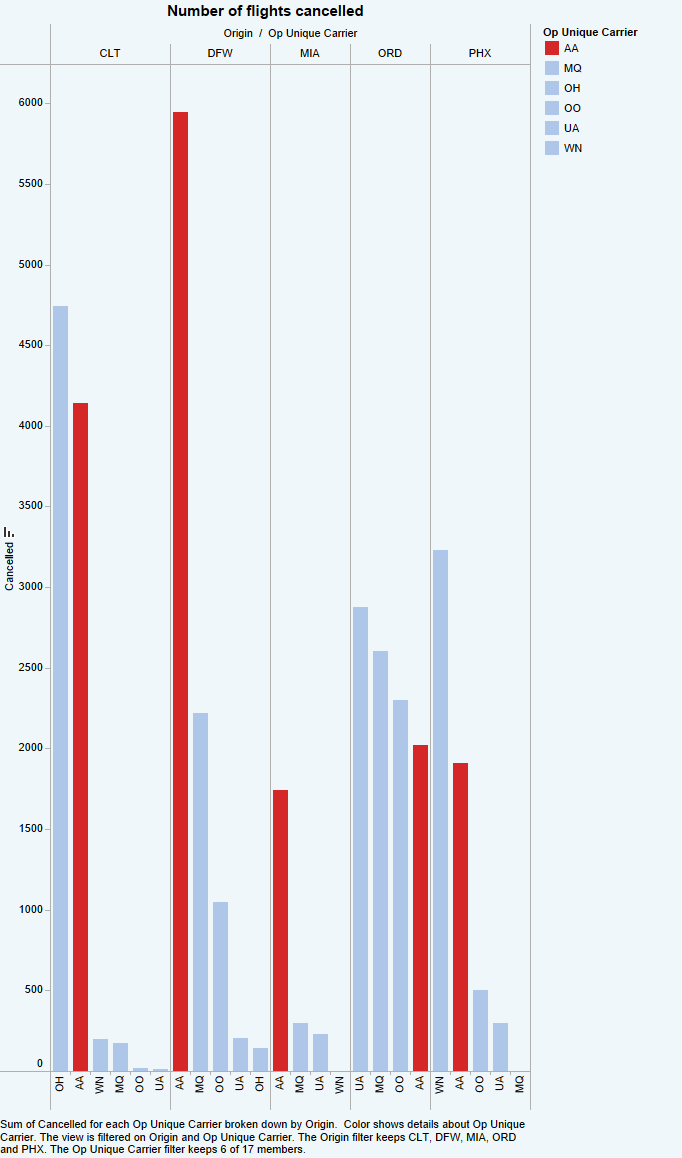 Number of flights cancelled
Origin / Op Unique Carrier
CLT DFW MIA ORD PHX
Op Unique Carrier
AA
MQ
OH
OO
UA
WN
Cancelled
6000
5500
5000
4500
4000
3500
3000
2500
2000
1500
1000
500
0
OH AA WN MQ OO UA AA MQ OO UA OH AA MQ UA WN UA MQ OO AA WN AA OO UA MQ
Sum of Cancelled for each Op Unique Carrier broken down by Origin. Color shows details about Op Unique
Carrier. The view is filtered on Origin and Op Unique Carrier. The Origin filter keeps CLT, DFW, MIA, ORD
and PHX. The Op Unique Carrier filter keeps 6 of 17 members.